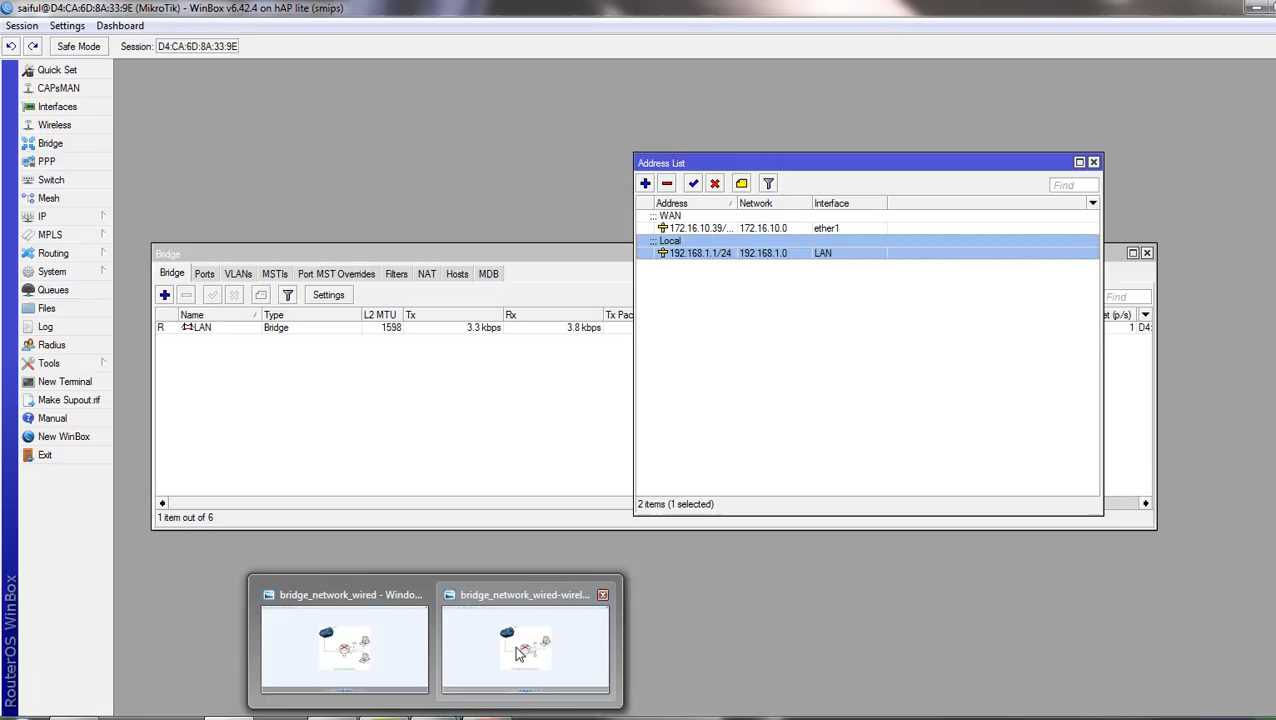 saiful@D4:CA:6D:8A:33:9E (MikroTik) - WinBox v6.42.4 on hAP lite (smips)
Session Settings Dashboard
Safe Mode Session: D4:CA:6D:8A:33:9E
Quick Set
CAPsMAN
Interfaces
Wireless
Bridge
PPP
Switch
Mesh
IP
MPLS
Routing
System
Queues
Files
Log
Radius
Tools
New Terminal
Make Supout.rif
Manual
New WinBox
Exit
RouterOS WinBox
Address List
Find
Address Network Interface
::: WAN
172.16.10.39/... 172.16.10.0 ether1
::: Local
192.168.1.1/24 192.168.1.0 LAN
2 items (1 selected)
Bridge
Bridge Ports VLANs MSTIs Port MST Overrides Filters NAT Hosts MDB
Settings Find
Name Type L2 MTU Tx Rx Tx Pac et (p/s)
R LAN Bridge 1598 3.3 kbps 3.8 kbps 1 D4:
1 item out of 6
bridge_network_wired - Windo... bridge_network_wired-wirel...